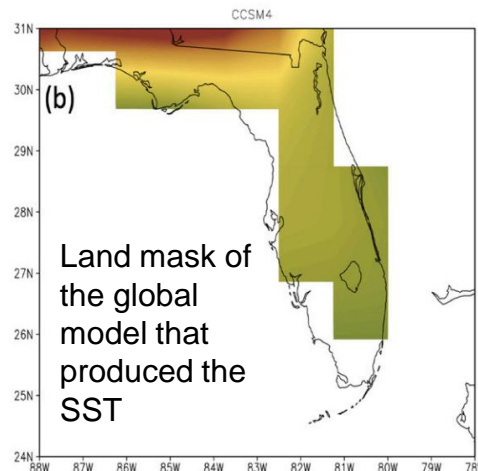 CCSM4
31N
30N
(b)
29N
28N
Land mask of
the global
model that
produced the
SST
27N
26N
25N
24N
88W 87W 86W 85W 84W 83W 82W 81W 80W 79W 78